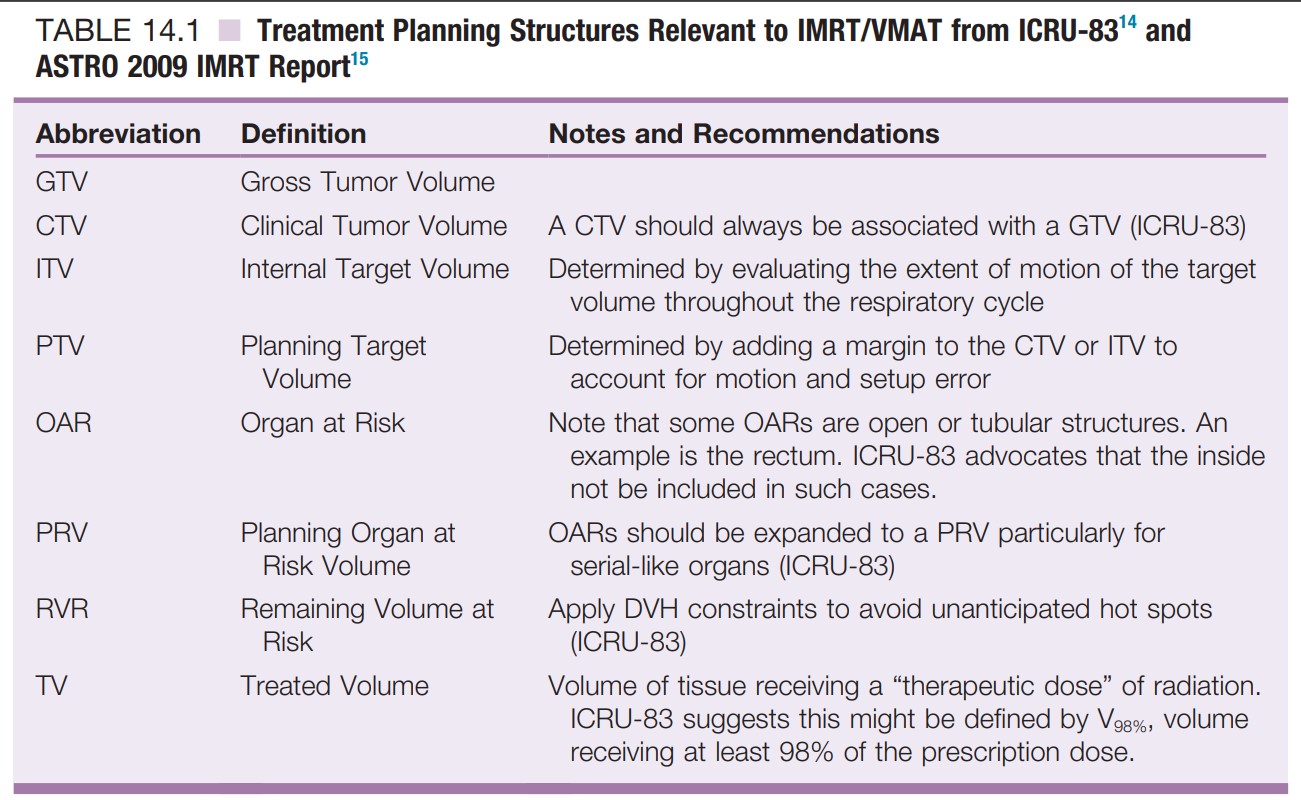 TABLE 14.1 Treatment Planning Structures Relevant to IMRT/VMAT from ICRU-83¹⁴ and
ASTRO 2009 IMRT Report¹⁵
Abbreviation Definition Notes and Recommendations
GTV Gross Tumor Volume
CTV Clinical Tumor Volume A CTV should always be associated with a GTV (ICRU-83)
ITV Internal Target Volume Determined by evaluating the extent of motion of the target
volume throughout the respiratory cycle
PTV Planning Target Determined by adding a margin to the CTV or ITV to
Volume account for motion and setup error
OAR Organ at Risk Note that some OARs are open or tubular structures. An
example is the rectum. ICRU-83 advocates that the inside
not be included in such cases.
PRV Planning Organ at OARs should be expanded to a PRV particularly for
Risk Volume serial-like organs (ICRU-83)
RVR Remaining Volume at Apply DVH constraints to avoid unanticipated hot spots
Risk (ICRU-83)
TV Treated Volume Volume of tissue receiving a “therapeutic dose” of radiation.
ICRU-83 suggests this might be defined by V98%, volume
receiving at least 98% of the prescription dose.